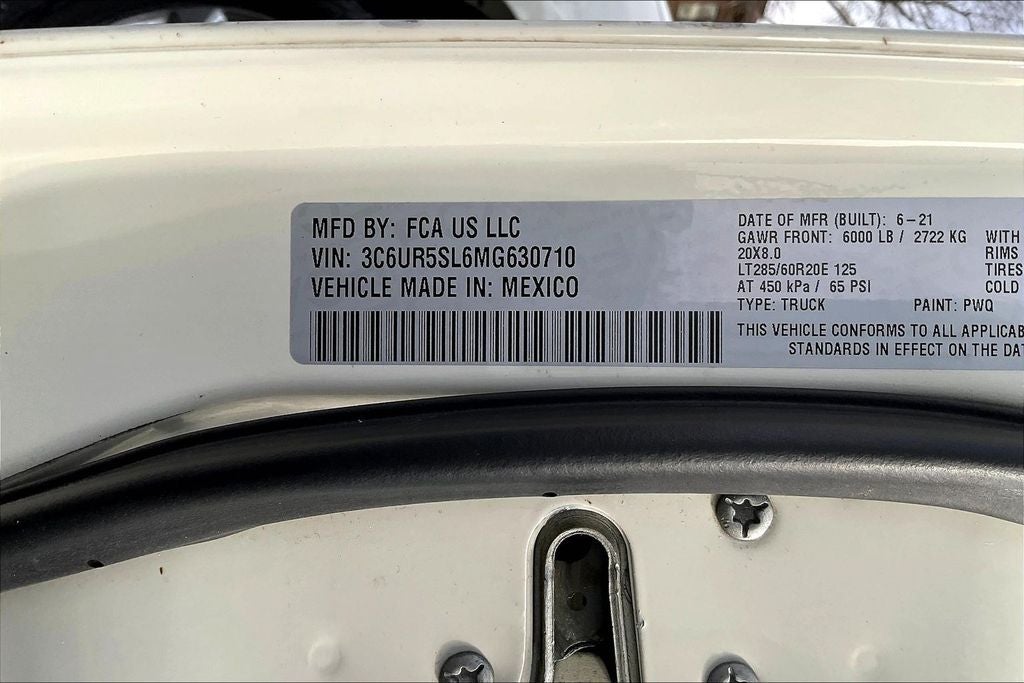 MFD BY: FCA US LLC
VIN: 3C6UR5SL6MG630710
VEHICLE MADE IN: MEXICO
DATE OF MFR (BUILT): 6-21
GAWR FRONT: 6000 LB / 2722 KG WITH
20X8.0 RIMS
LT285/60R20E 125 TIRES
AT 450 kPa / 65 PSI COLD
TYPE: TRUCK PAINT: PWQ
THIS VEHICLE CONFORMS TO ALL
STANDARDS IN EFFECT ON THE